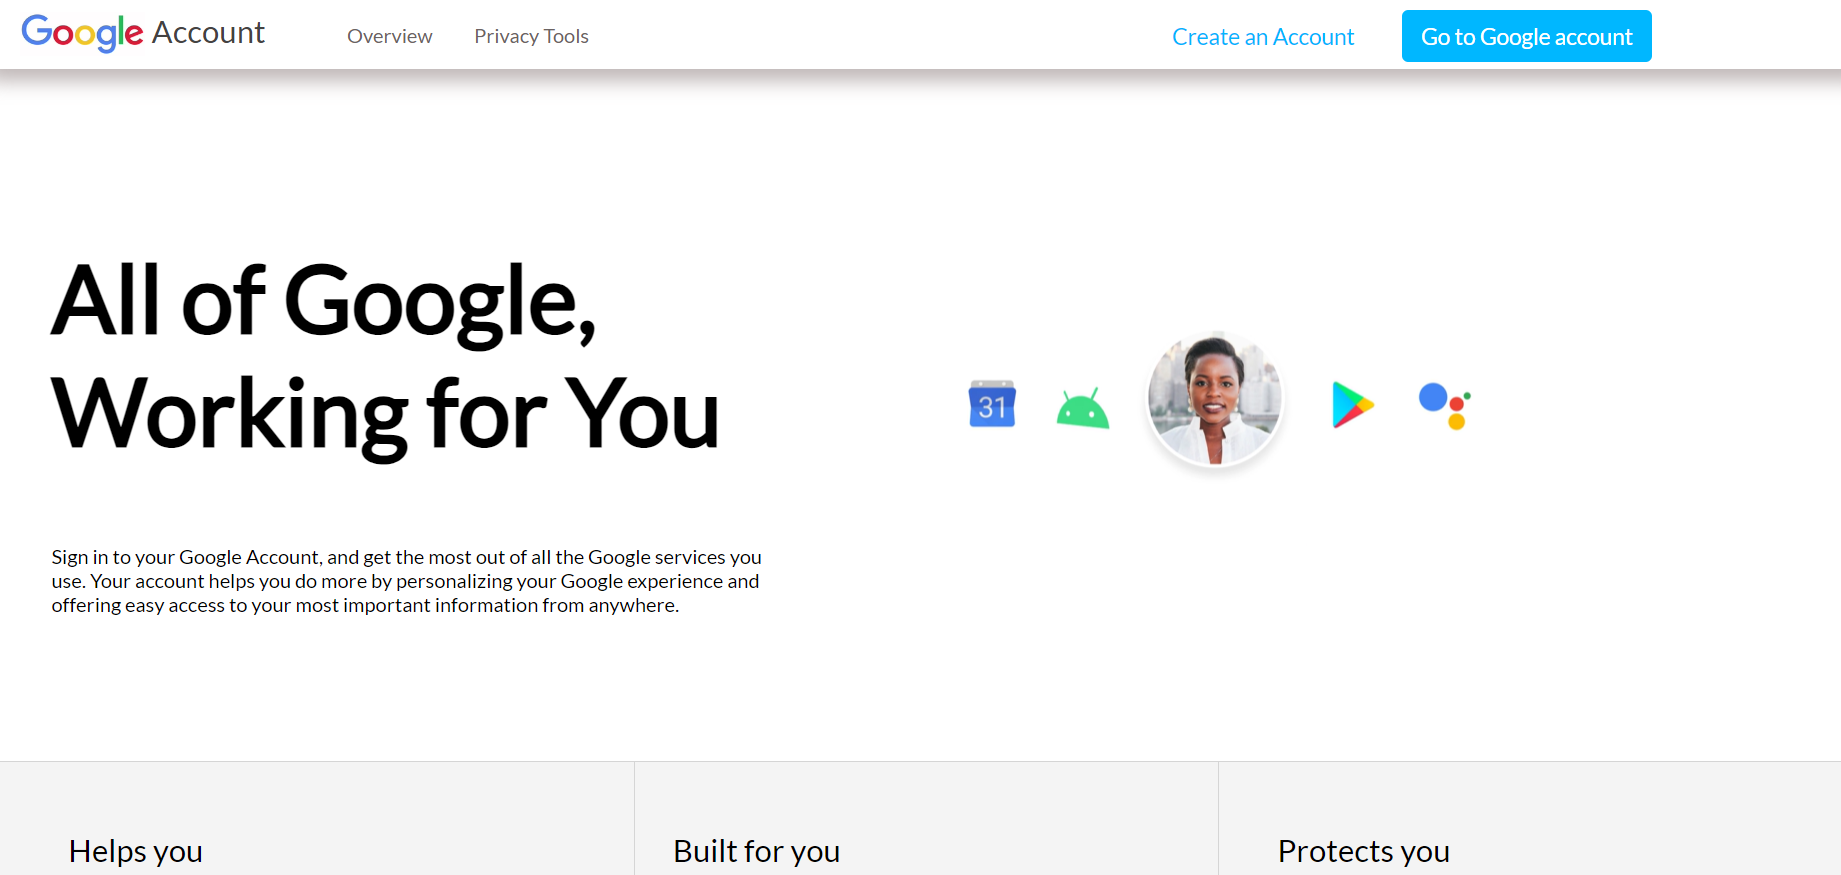 Google Account
Overview
Privacy Tools
Create an Account
Go to Google account
All of Google,
Working for You
31
Sign in to your Google Account, and get the most out of all the Google services you
use. Your account helps you do more by personalizing your Google experience and
offering easy access to your most important information from anywhere.
Helps you
Built for you
Protects you